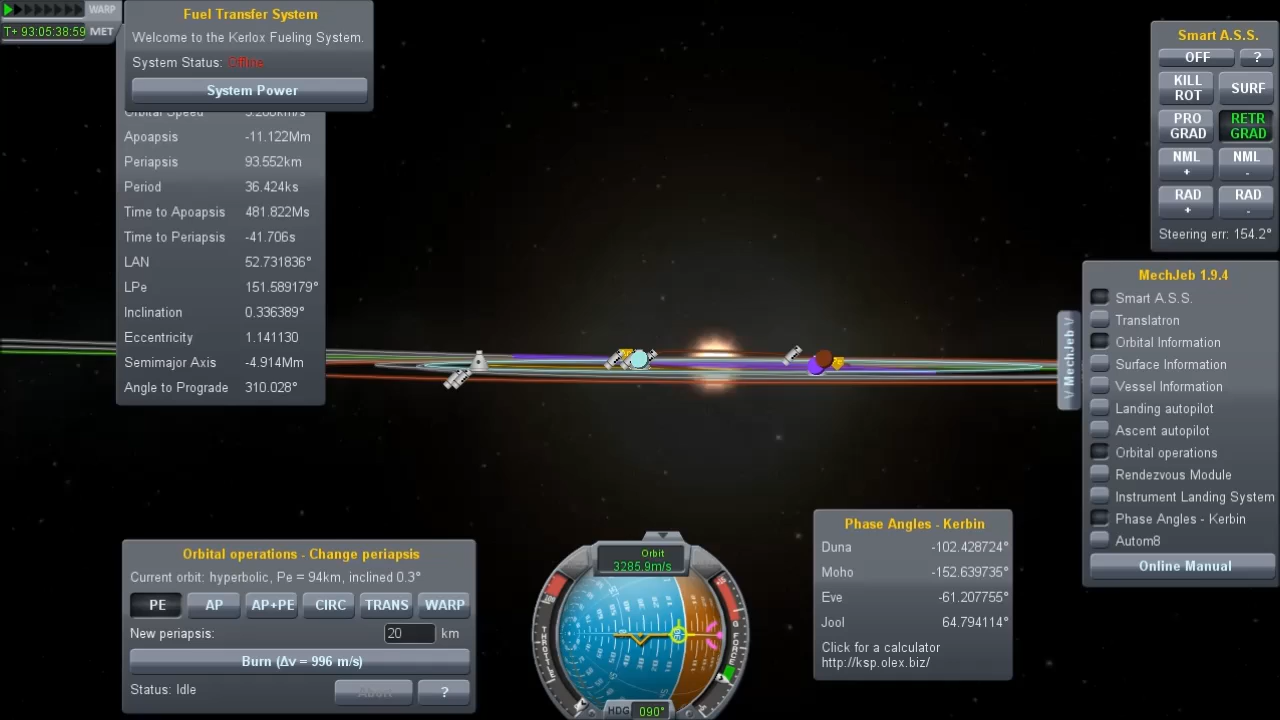 WARP
T+ 93:05:38:59 MET
Fuel Transfer System
Welcome to the Kerlox Fueling System.
System Status: Offline
System Power
Orbital Speed 3.286km/s
Apoapsis -11.122Mm
Periapsis 93.552km
Period 36.424ks
Time to Apoapsis 481.822Ms
Time to Periapsis -41.706s
LAN 52.731836°
LPe 151.589179°
Inclination 0.336389°
Eccentricity 1.141130
Semimajor Axis -4.914Mm
Angle to Prograde 310.028°
Smart A.S.S.
OFF ?
KILL ROT SURF
PRO GRAD RETR GRAD
NML + NML -
RAD + RAD -
Steering err: 154.2°
V MechJeb V
MechJeb 1.9.4
Smart A.S.S.
Translatron
Orbital Information
Surface Information
Vessel Information
Landing autopilot
Ascent autopilot
Orbital operations
Rendezvous Module
Instrument Landing System
Phase Angles - Kerbin
Autom8
Online Manual
Orbital operations - Change periapsis
Current orbit: hyperbolic, Pe = 94km, inclined 0.3°
PE AP AP+PE CIRC TRANS WARP
New periapsis: 20 km
Burn (Δv = 996 m/s)
Status: Idle Abort ?
Orbit
3285.9m/s
THROTTLE
G FORCE
HDG 090°
Phase Angles - Kerbin
Duna -102.428724°
Moho -152.639735°
Eve -61.207755°
Jool 64.794114°
Click for a calculator
http://ksp.olex.biz/